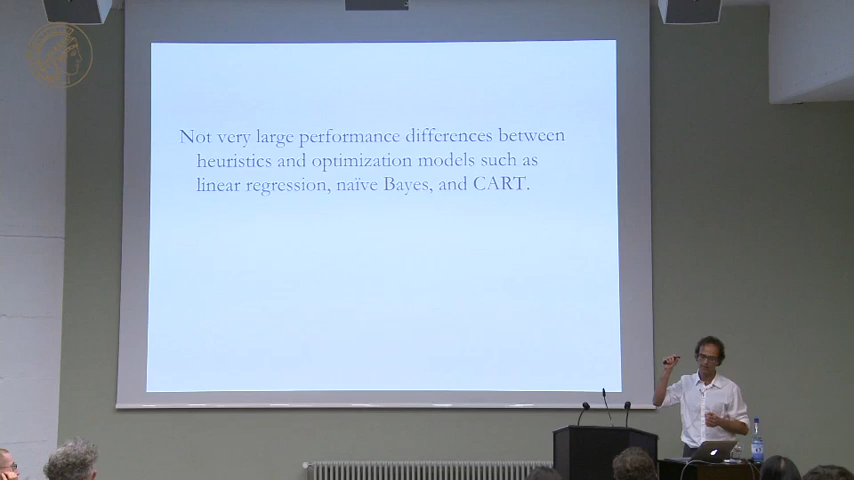 Not very large performance differences between
heuristics and optimization models such as
linear regression, naïve Bayes, and CART.